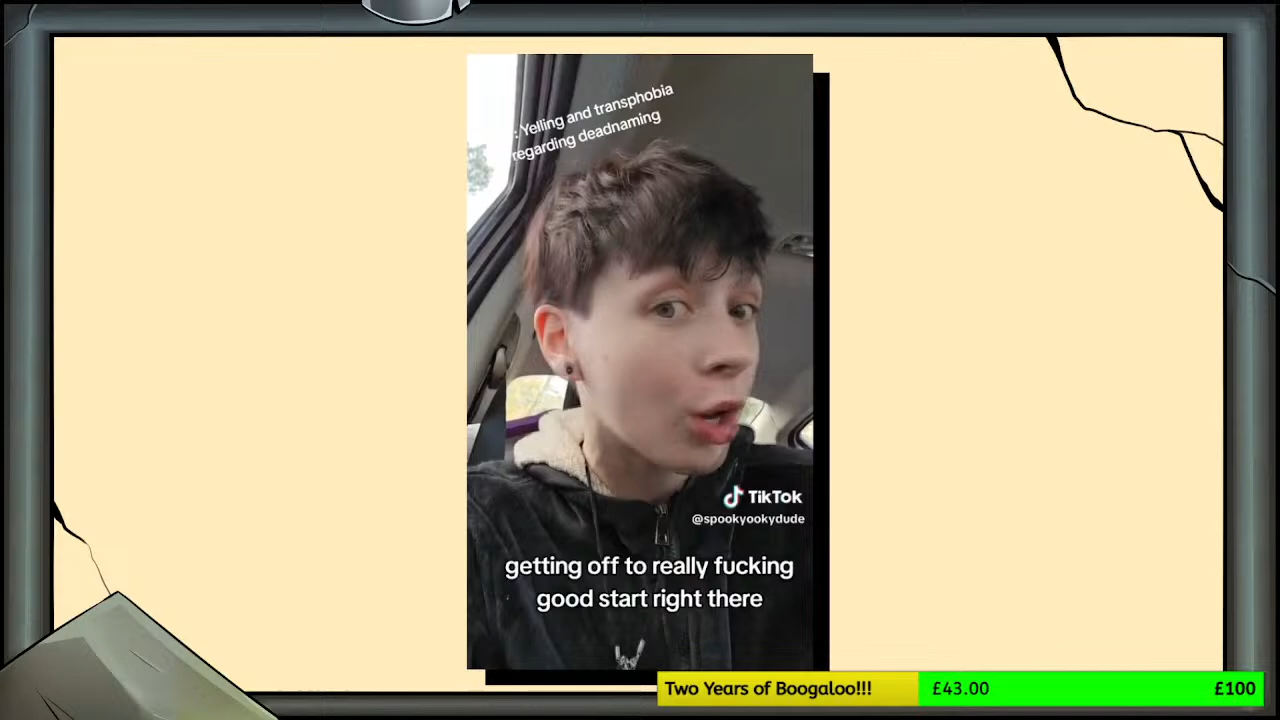 : Yelling and transphobia
regarding deadnaming
TikTok
@spookyookydude
getting off to really fucking
good start right there
Two Years of Boogaloo!!! £43.00 £100